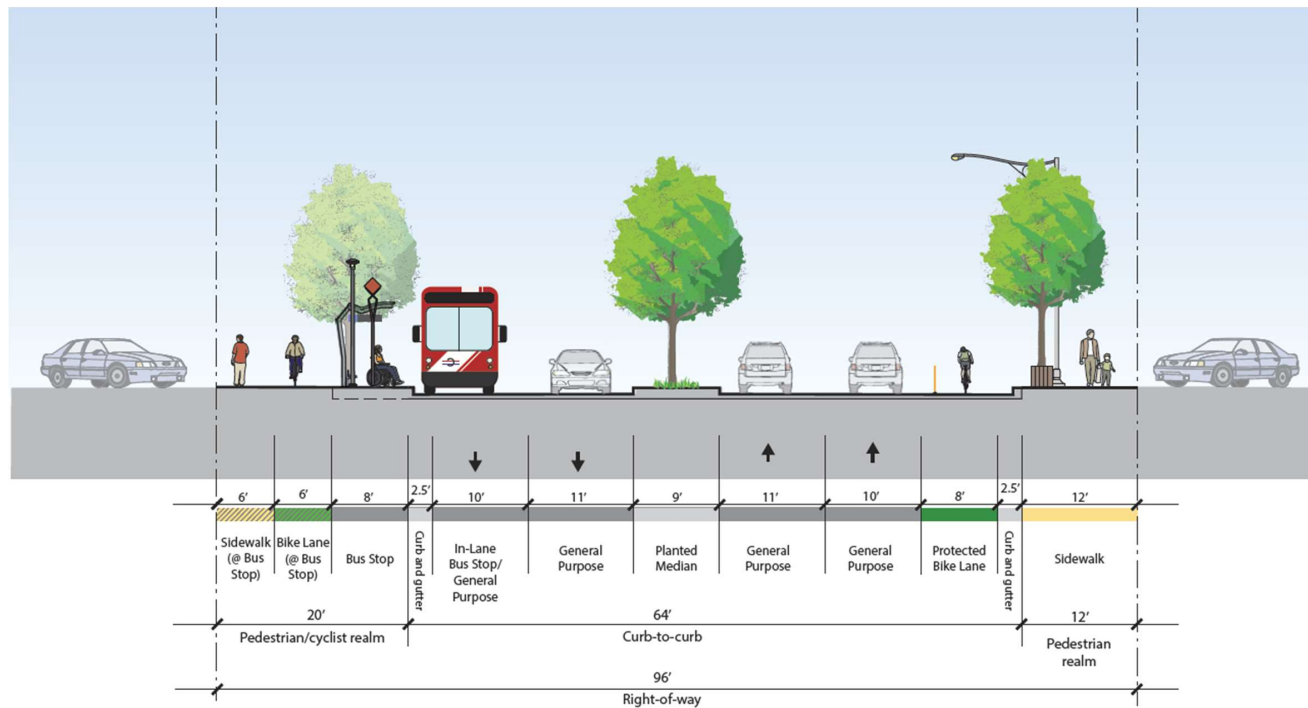 6’ 6’ 8’ 2.5’ 10’ 11’ 9’ 11’ 10’ 8’ 2.5’ 12’
Sidewalk
(@ Bus
Stop)
Bike Lane
(@ Bus
Stop)
Bus Stop
Curb and gutter
In-Lane
Bus Stop/
General
Purpose
General
Purpose
Planted
Median
General
Purpose
General
Purpose
Protected
Bike Lane
Curb and gutter
Sidewalk
20’
Pedestrian/cyclist realm
64’
Curb-to-curb
12’
Pedestrian
realm
96’
Right-of-way